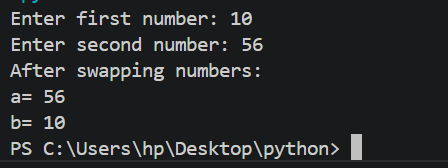 Enter first number: 10
Enter second number: 56
After swapping numbers:
a= 56
b= 10
PS C:\Users\hp\Desktop\python>